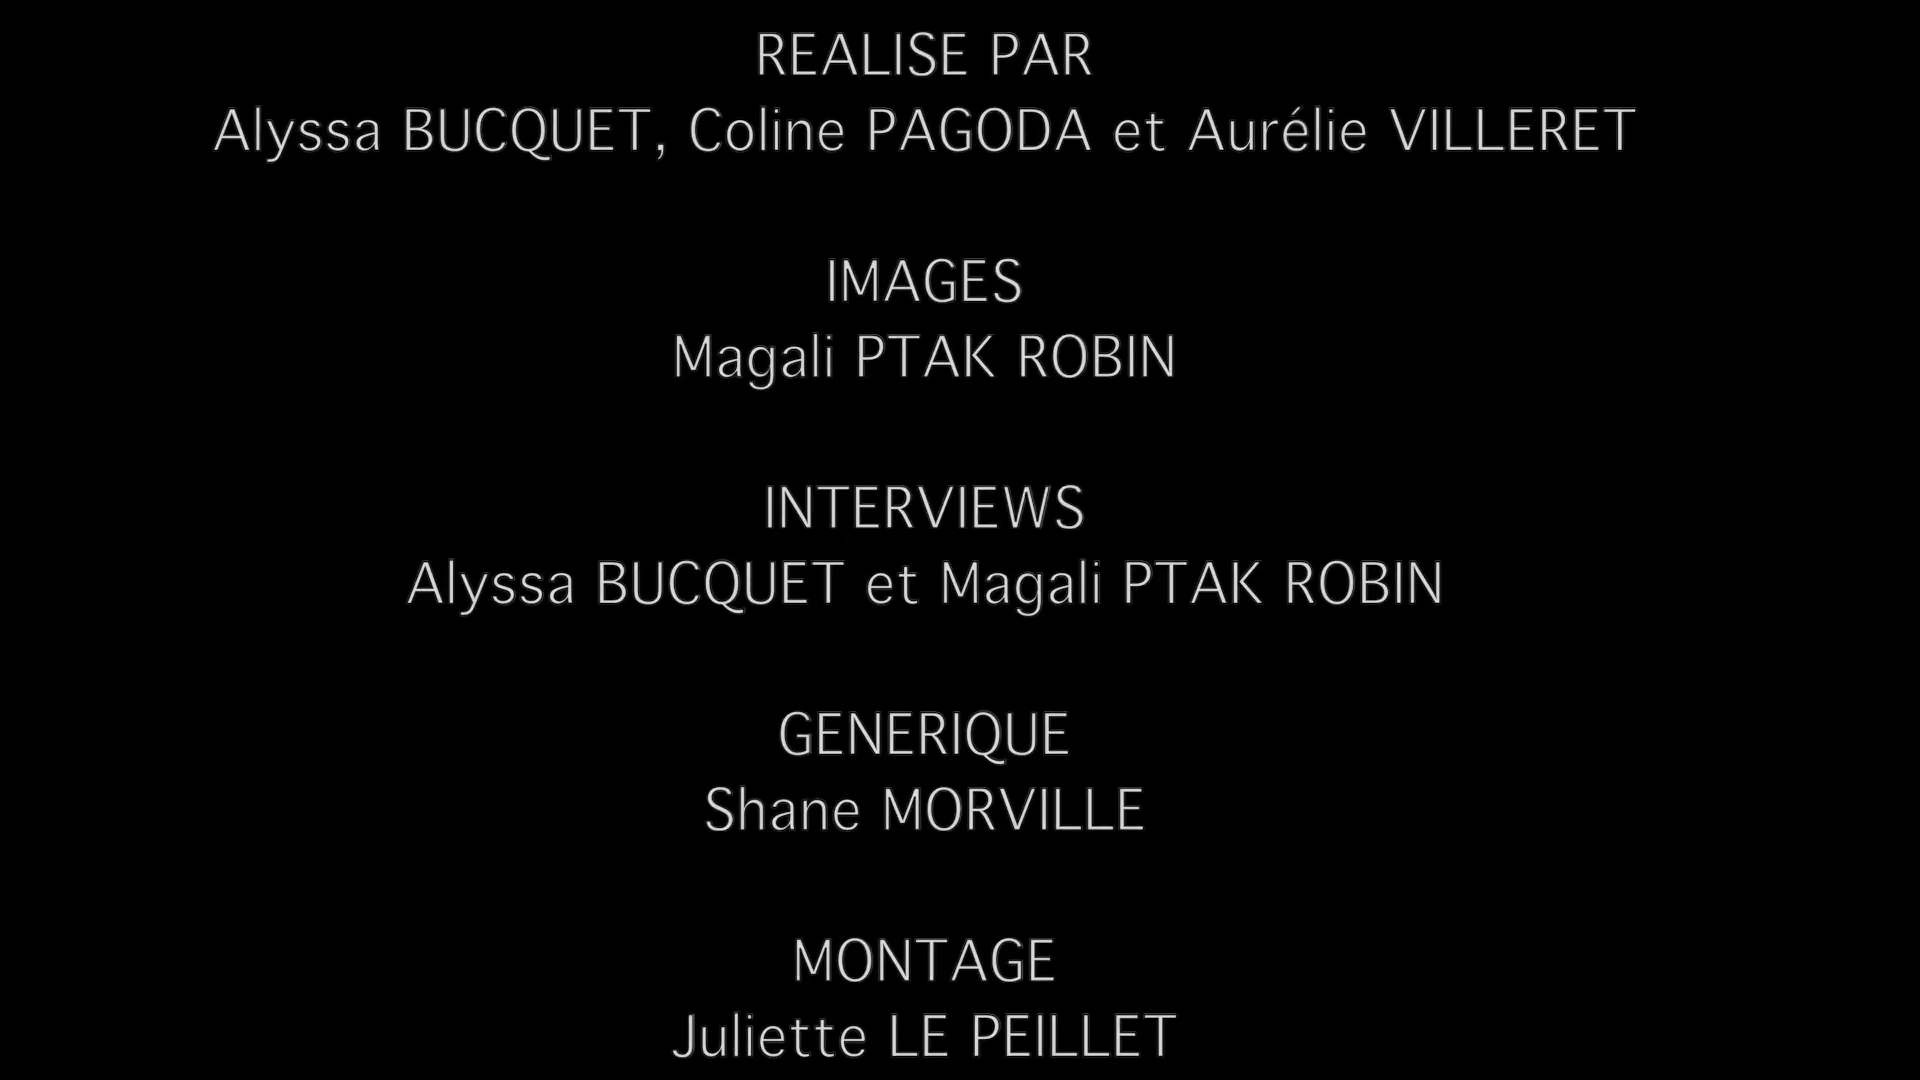 REALISE PAR
Alyssa BUCQUET, Coline PAGODA et Aurélie VILLERET
IMAGES
Magali PTAK ROBIN
INTERVIEWS
Alyssa BUCQUET et Magali PTAK ROBIN
GENERIQUE
Shane MORVILLE
MONTAGE
Juliette LE PEILLET